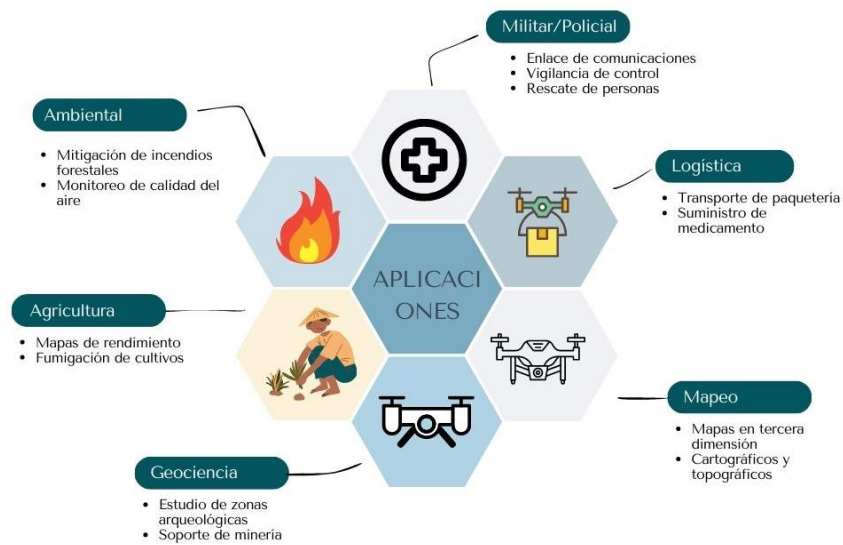 Militar/Policial
• Enlace de comunicaciones
• Vigilancia de control
• Rescate de personas
Ambiental
• Mitigación de incendios
forestales
• Monitoreo de calidad del
aire
Logística
• Transporte de paquetería
• Suministro de
medicamento
APLICACI
ONES
Agricultura
• Mapas de rendimiento
• Fumigación de cultivos
Mapeo
• Mapas en tercera
dimensión
• Cartográficos y
topográficos
Geociencia
• Estudio de zonas
arqueológicas
• Soporte de minería